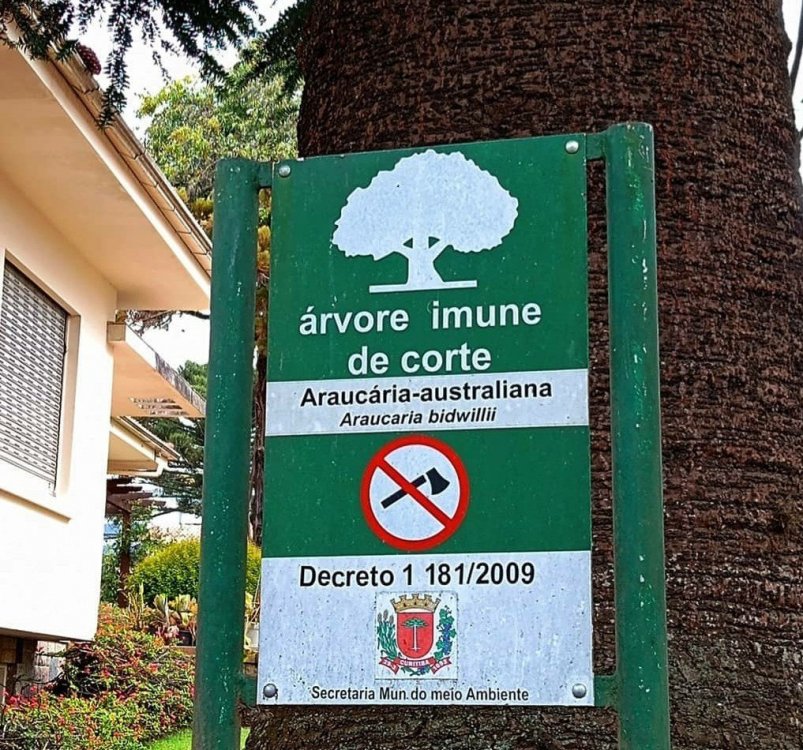 árvore imune
de corte
Araucária-australiana
Araucaria bidwillii
Decreto 1 181/2009
CURITIBA
Secretaria Mun. do meio Ambiente